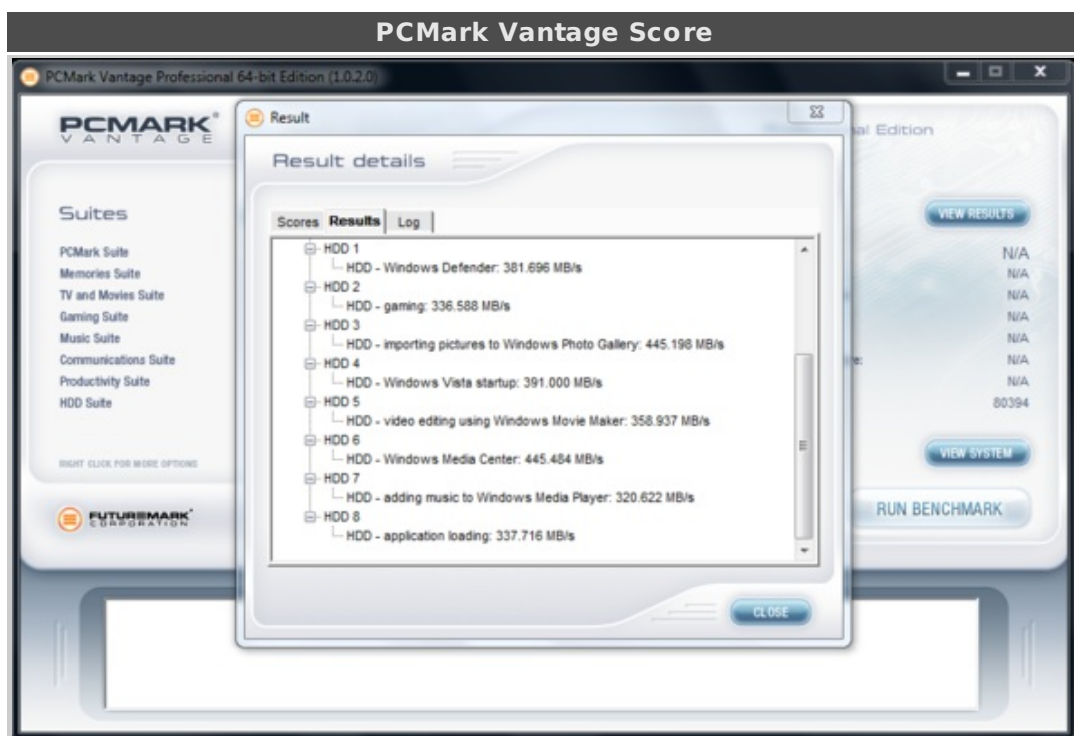 PCMark Vantage Score
PCMark Vantage Professional 64-bit Edition (1.0.2.0)
PCMARK®
VANTAGE
Result
al Edition
Result details
Suites
VIEW RESULTS
Scores Results Log
PCMark Suite N/A
Memories Suite N/A
TV and Movies Suite N/A
Gaming Suite N/A
Music Suite N/A
Communications Suite e: N/A
Productivity Suite N/A
HDD Suite 80394
HDD 1
HDD - Windows Defender: 381.696 MB/s
HDD 2
HDD - gaming: 336.588 MB/s
HDD 3
HDD - importing pictures to Windows Photo Gallery: 445.198 MB/s
HDD 4
HDD - Windows Vista startup: 391.000 MB/s
HDD 5
HDD - video editing using Windows Movie Maker: 358.937 MB/s
HDD 6
HDD - Windows Media Center: 445.484 MB/s
HDD 7
HDD - adding music to Windows Media Player: 320.622 MB/s
HDD 8
HDD - application loading: 337.716 MB/s
RIGHT CLICK FOR MORE OPTIONS
VIEW SYSTEM
FUTUREMARK
CORPORATION
RUN BENCHMARK
CLOSE